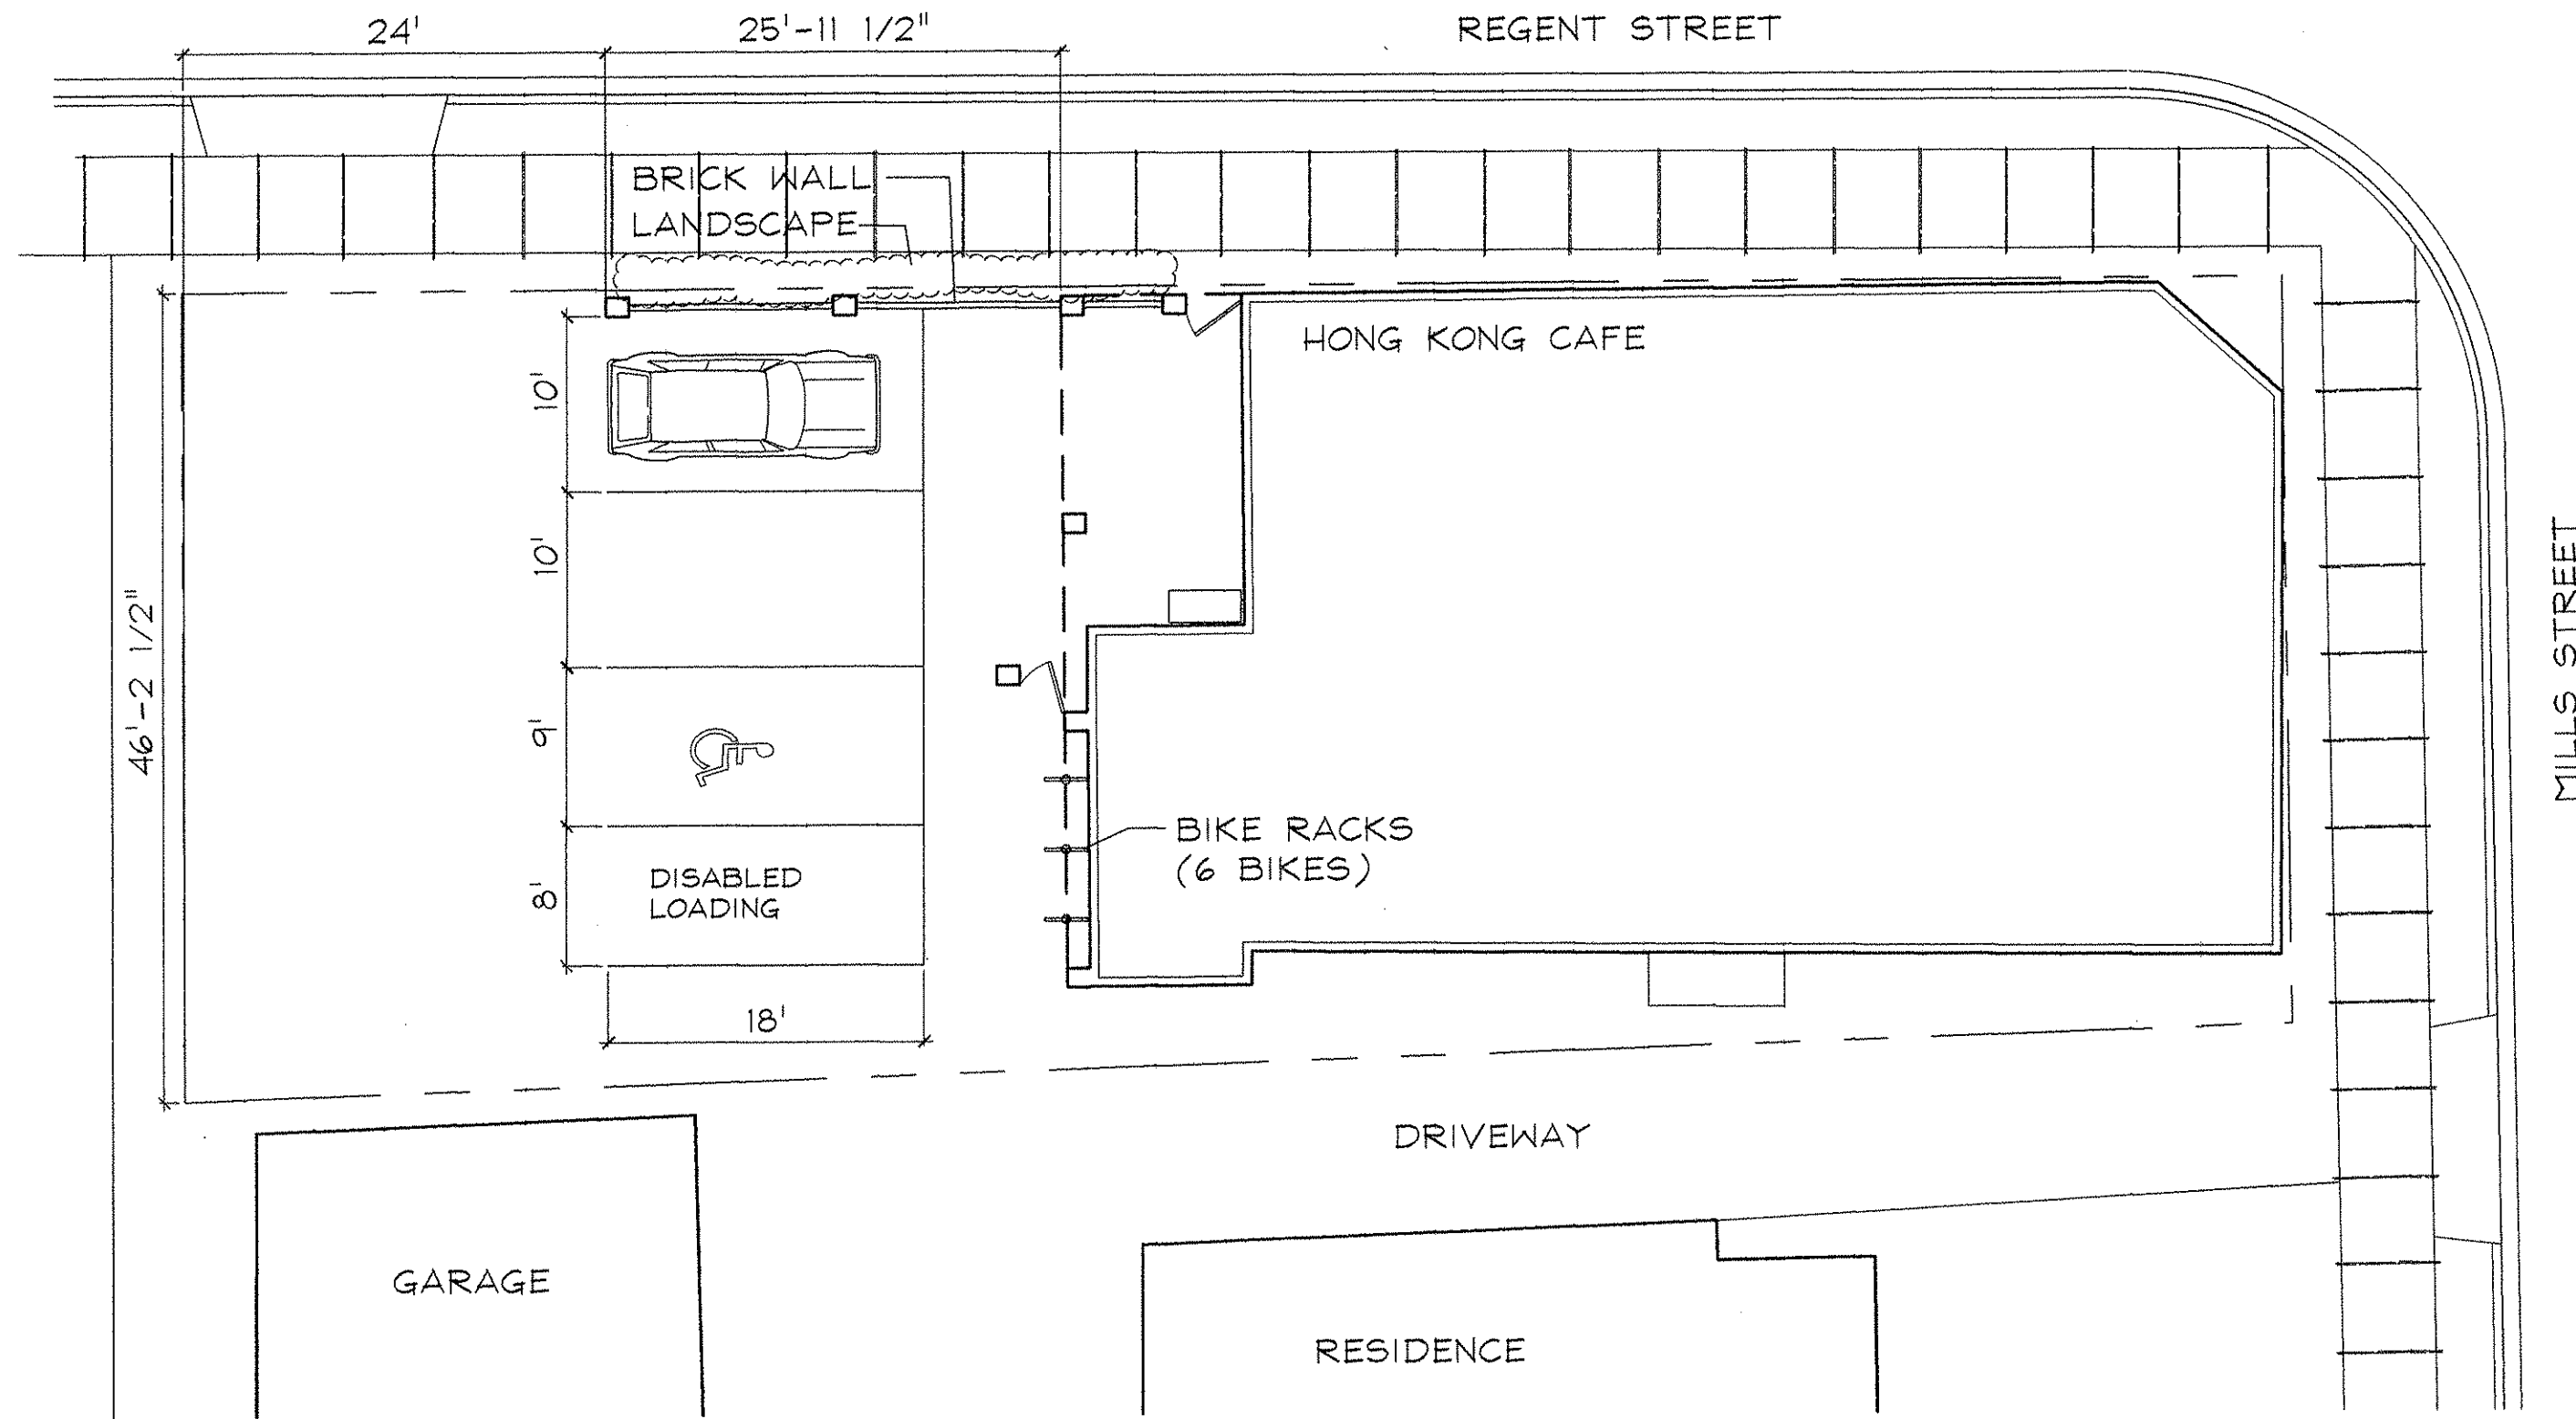 24'
25'-11 1/2"
REGENT STREET
BRICK WALL
LANDSCAPE
HONG KONG CAFE
10'
10'
46'-2 1/2"
9'
MILLS STREET
BIKE RACKS
(6 BIKES)
8'
DISABLED
LOADING
18'
DRIVEWAY
GARAGE
RESIDENCE